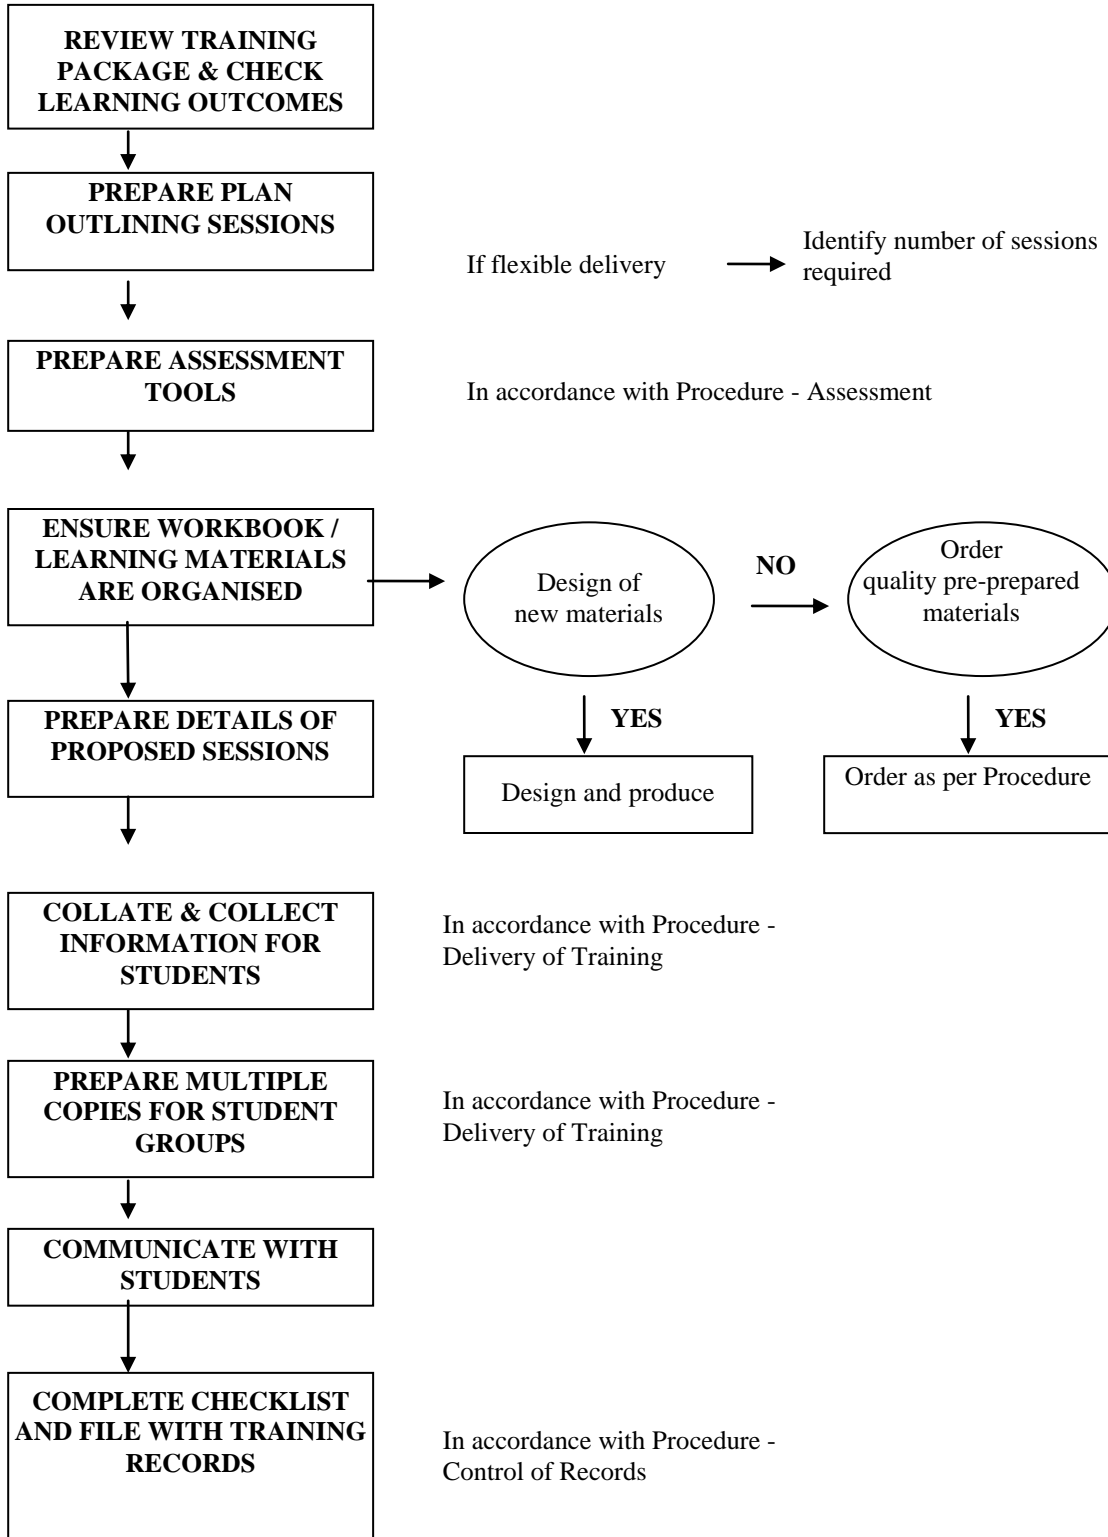 REVIEW TRAINING
PACKAGE & CHECK
LEARNING OUTCOMES
PREPARE PLAN
OUTLINING SESSIONS
If flexible delivery
Identify number of sessions
required
PREPARE ASSESSMENT
TOOLS
In accordance with Procedure - Assessment
ENSURE WORKBOOK /
LEARNING MATERIALS
ARE ORGANISED
Design of
new materials
NO
Order
quality pre-prepared
materials
YES
YES
PREPARE DETAILS OF
PROPOSED SESSIONS
Design and produce
Order as per Procedure
COLLATE & COLLECT
INFORMATION FOR
STUDENTS
In accordance with Procedure -
Delivery of Training
PREPARE MULTIPLE
COPIES FOR STUDENT
GROUPS
In accordance with Procedure -
Delivery of Training
COMMUNICATE WITH
STUDENTS
COMPLETE CHECKLIST
AND FILE WITH TRAINING
RECORDS
In accordance with Procedure -
Control of Records